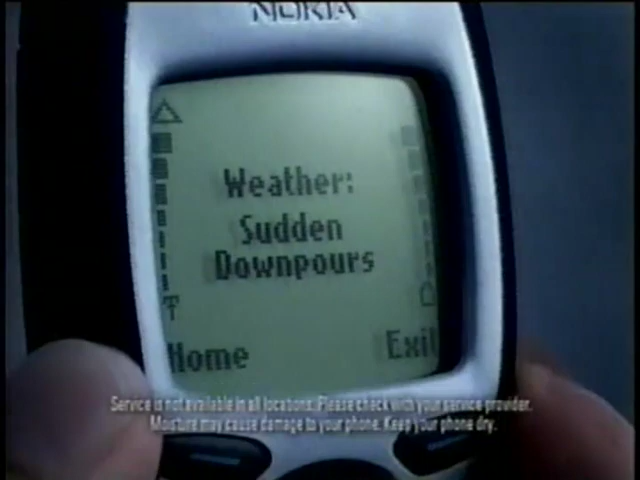 NOKIA
Weather:
Sudden
Downpours
Home Exit
Service is not available in all locations. Please check with your service provider.
Moisture may cause damage to your phone. Keep your phone dry.